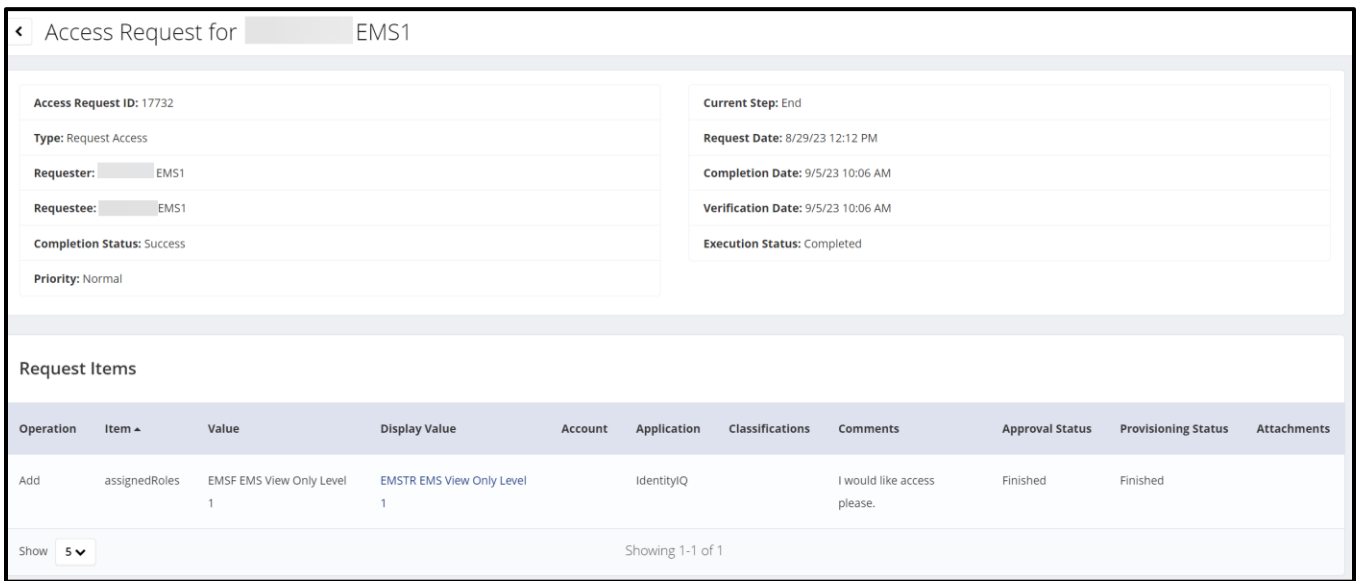 Access Request for EMS1
Access Request ID: 17732
Type: Request Access
Requester: EMS1
Requestee: EMS1
Completion Status: Success
Priority: Normal
Current Step: End
Request Date: 8/29/23 12:12 PM
Completion Date: 9/5/23 10:06 AM
Verification Date: 9/5/23 10:06 AM
Execution Status: Completed
Request Items
Operation Item Value Display Value Account Application Classifications Comments Approval Status Provisioning Status Attachments
Add assignedRoles EMSF EMS View Only Level EMSTR EMS View Only Level IdentityIQ I would like access Finished Finished
1 1 please.
Show 5 Showing 1-1 of 1